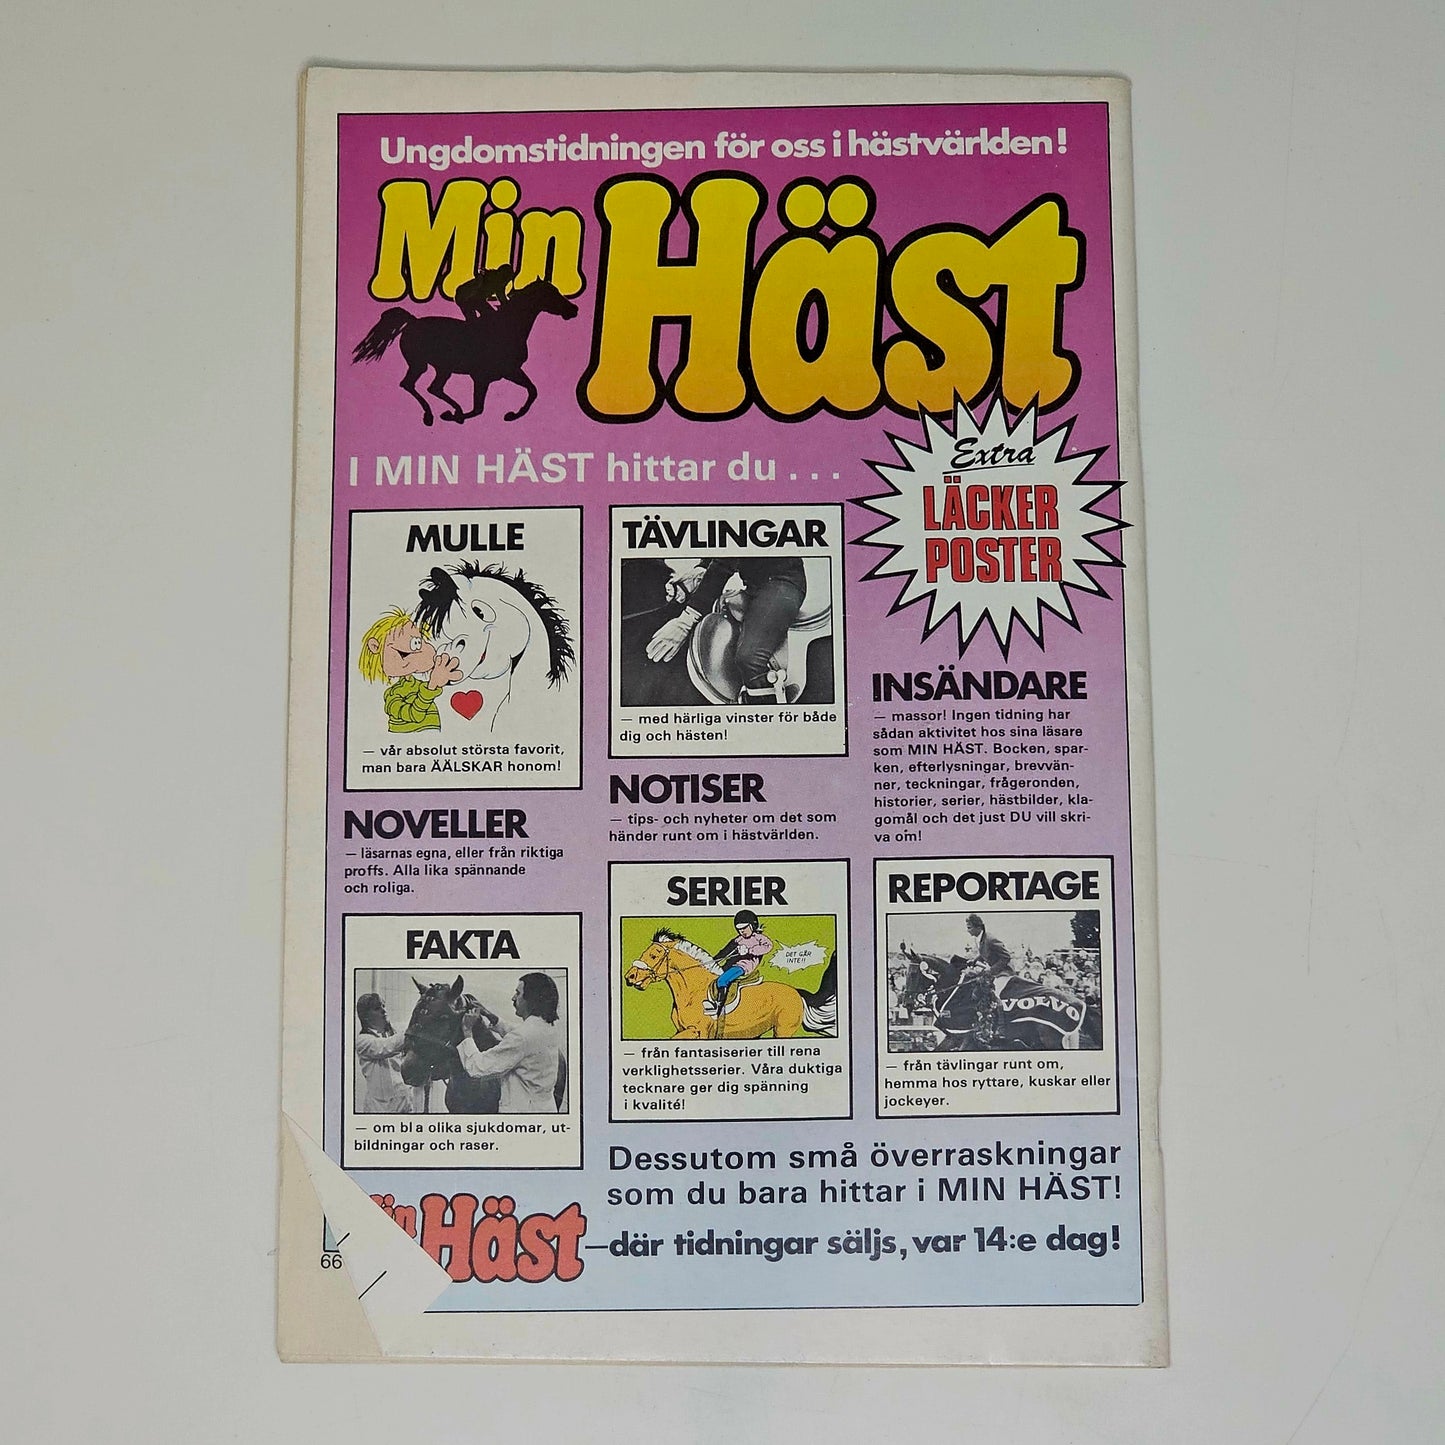 Ungdomstidningen för oss i hästvärlden!
Min Häst
I MIN HÄST hittar du . . .
Extra
LÄCKER
POSTER
MULLE
— vår absolut största favorit,
man bara ÄÄLSKAR honom!
NOVELLER
— läsarnas egna, eller från riktiga
proffs. Alla lika spännande
och roliga.
FAKTA
— om bl a olika sjukdomar, ut-
bildningar och raser.
TÄVLINGAR
— med härliga vinster för både
dig och hästen!
NOTISER
— tips- och nyheter om det som
händer runt om i hästvärlden.
SERIER
DET GÅR
INTE!!
— från fantasiserier till rena
verklighetsserier. Våra duktiga
tecknare ger dig spänning
i kvalité!
INSÄNDARE
— massor! Ingen tidning har
sådan aktivitet hos sina läsare
som MIN HÄST. Bocken, spar-
ken, efterlysningar, brevvän-
ner, teckningar, frågeronden,
historier, serier, hästbilder, kla-
gomål och det just DU vill skri-
va om!
REPORTAGE
VOLVO
— från tävlingar runt om,
hemma hos ryttare, kuskar eller
jockeyer.
Dessutom små överraskningar
som du bara hittar i MIN HÄST!
in Häst
—där tidningar säljs, var 14:e dag!
66